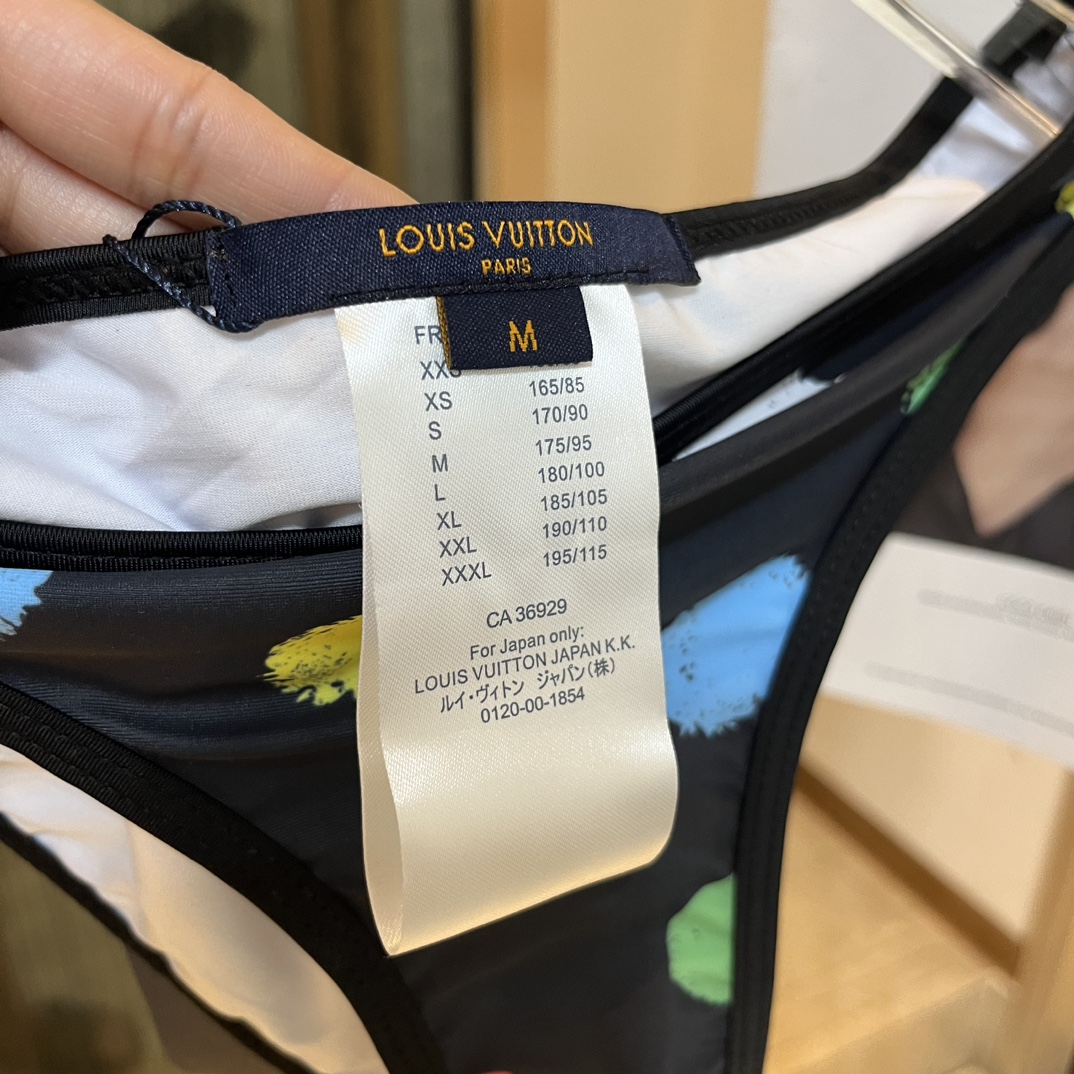 LOUIS VUITTON
PARIS
M
FR
XXS
XS 165/85
S 170/90
M 175/95
L 180/100
XL 185/105
XXL 190/110
XXXL 195/115
CA 36929
For Japan only:
LOUIS VUITTON JAPAN K.K.
ルイ・ヴィトン ジャパン(株)
0120-00-1854